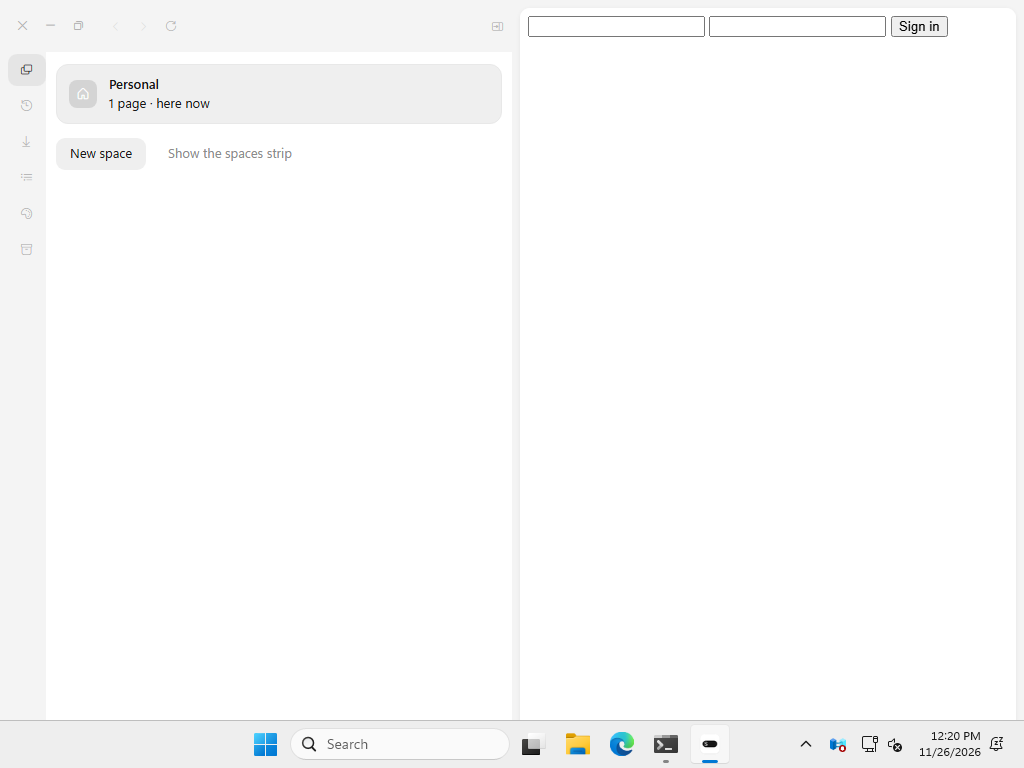 Personal
1 page · here now
New space
Show the spaces strip
Sign in
Search
12:20 PM
11/26/2026